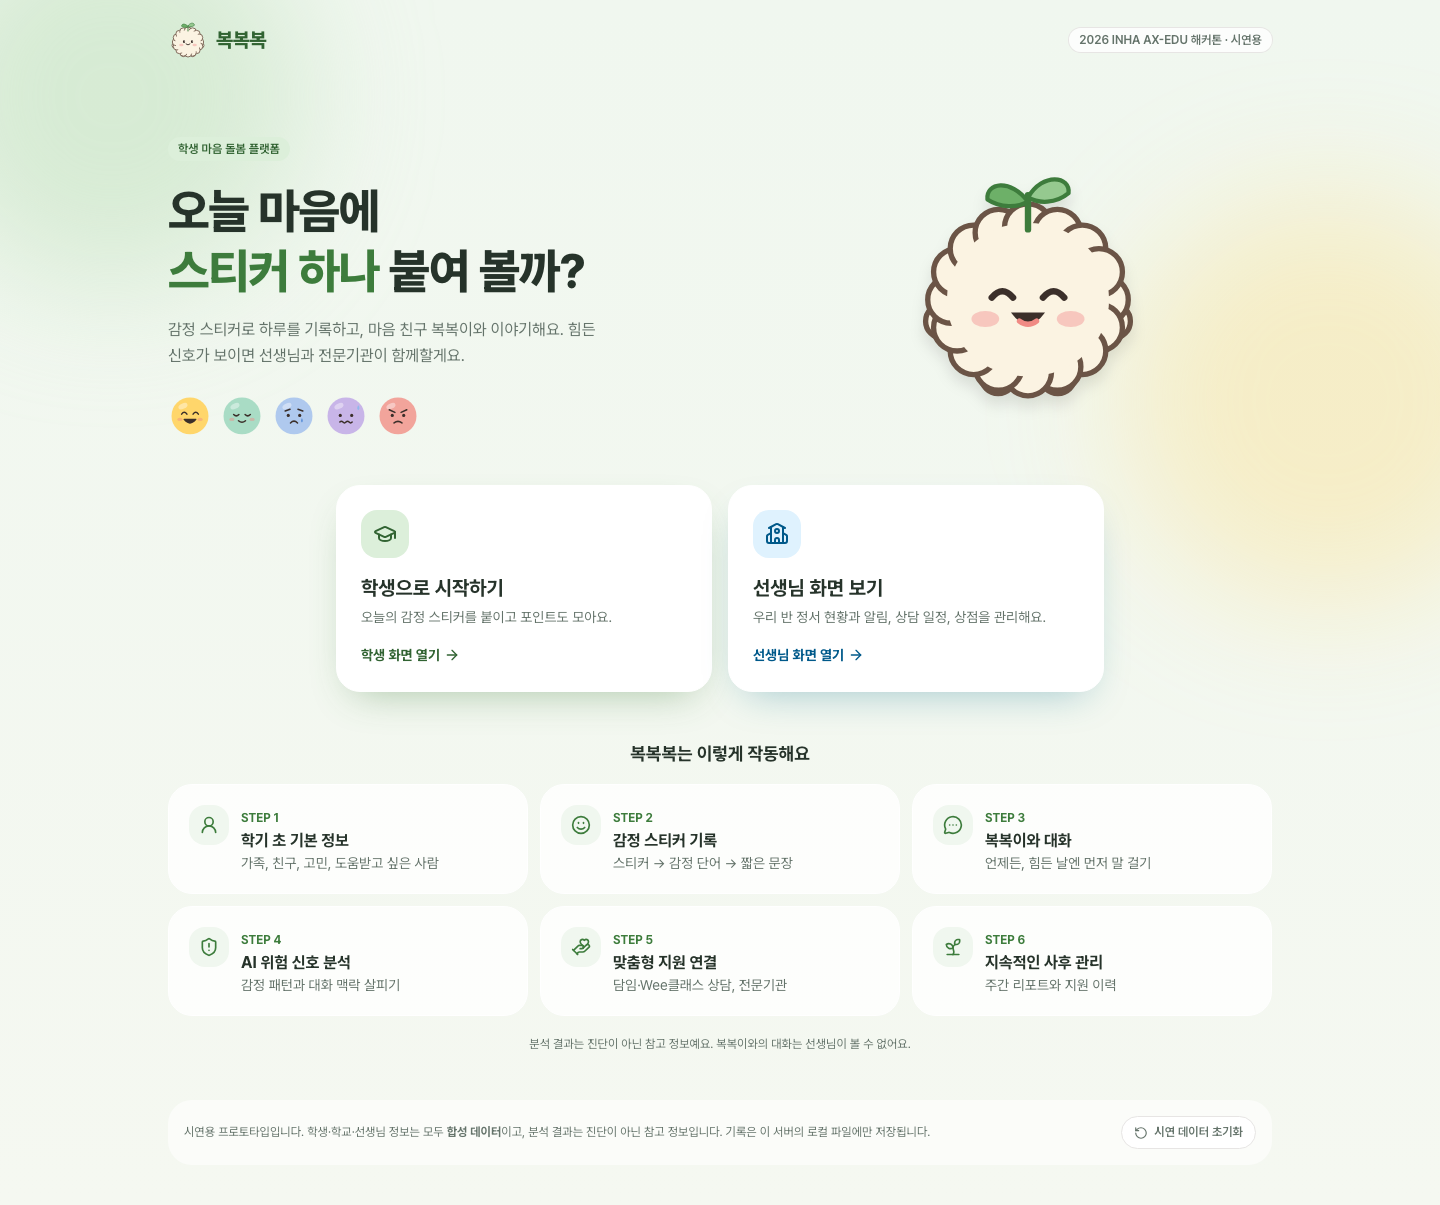 복복복
2026 INHA AX-EDU 해커톤 · 시연용
학생 마음 돌봄 플랫폼
오늘 마음에
스티커 하나 붙여 볼까?
감정 스티커로 하루를 기록하고, 마음 친구 복복이와 이야기해요. 힘든
신호가 보이면 선생님과 전문기관이 함께할게요.
학생으로 시작하기
오늘의 감정 스티커를 붙이고 포인트도 모아요.
학생 화면 열기 →
선생님 화면 보기
우리 반 정서 현황과 알림, 상담 일정, 상점을 관리해요.
선생님 화면 열기 →
복복복는 이렇게 작동해요
STEP 1
학기 초 기본 정보
가족, 친구, 고민, 도움받고 싶은 사람
STEP 2
감정 스티커 기록
스티커 → 감정 단어 → 짧은 문장
STEP 3
복복이와 대화
언제든, 힘든 날엔 먼저 말 걸기
STEP 4
AI 위험 신호 분석
감정 패턴과 대화 맥락 살피기
STEP 5
맞춤형 지원 연결
담임·Wee클래스 상담, 전문기관
STEP 6
지속적인 사후 관리
주간 리포트와 지원 이력
분석 결과는 진단이 아닌 참고 정보예요. 복복이와의 대화는 선생님이 볼 수 없어요.
시연용 프로토타입입니다. 학생·학교·선생님 정보는 모두 합성 데이터이고, 분석 결과는 진단이 아닌 참고 정보입니다. 기록은 이 서버의 로컬 파일에만 저장됩니다.
시연 데이터 초기화